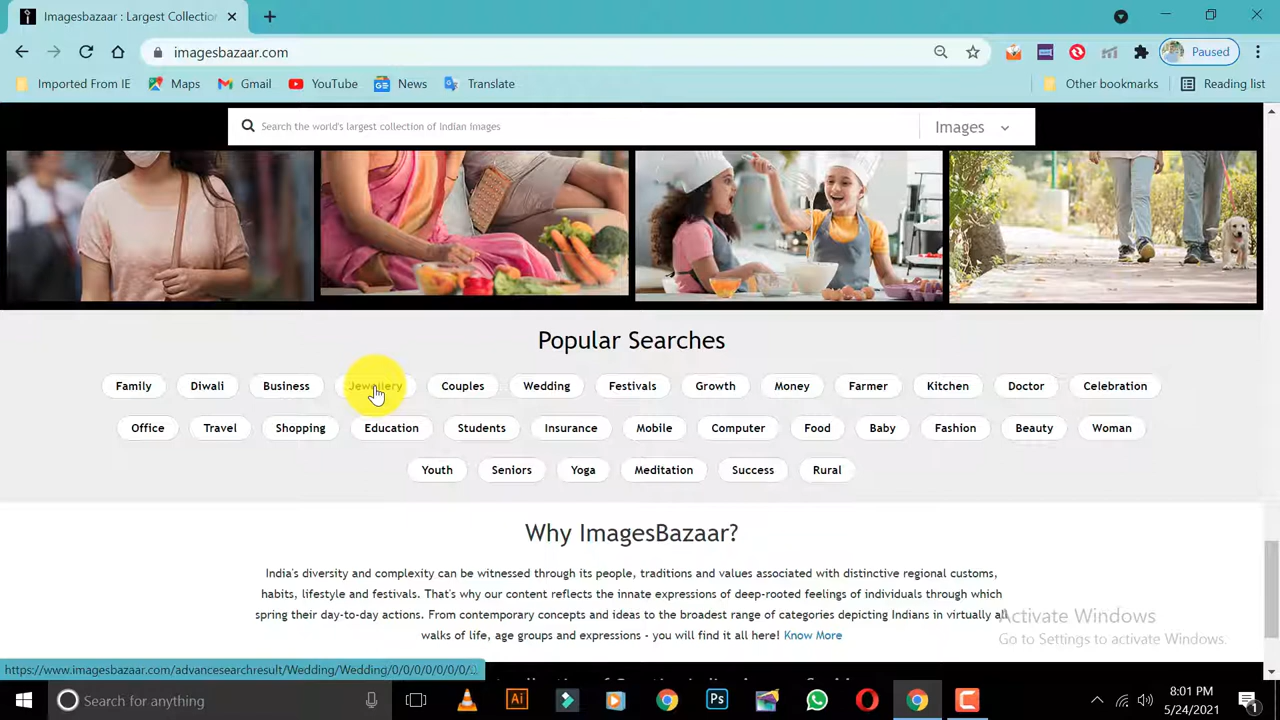 Imagesbazaar : Largest Collection
imagesbazaar.com
Paused
Imported From IE
Maps
Gmail
YouTube
News
Translate
Other bookmarks
Reading list
Search the world's largest collection of Indian Images
Images
Popular Searches
Family
Diwali
Business
Jewellery
Couples
Wedding
Festivals
Growth
Money
Farmer
Kitchen
Doctor
Celebration
Office
Travel
Shopping
Education
Students
Insurance
Mobile
Computer
Food
Baby
Fashion
Beauty
Woman
Youth
Seniors
Yoga
Meditation
Success
Rural
Why ImagesBazaar?
India's diversity and complexity can be witnessed through its people, traditions and values associated with distinctive regional customs,
habits, lifestyle and festivals. That's why our content reflects the innate expressions of deep-rooted feelings of individuals through which
spring their day-to-day actions. From contemporary concepts and ideas to the broadest range of categories depicting Indians in virtually all
walks of life, age groups and expressions - you will find it all here! Know More
Activate Windows
Go to Settings to activate Windows.
https://www.imagesbazaar.com/advancesearchresult/Wedding/Wedding/0/0/0/0/0/0/0/...
Search for anything
Ai
Ps
8:01 PM
5/24/2021
1